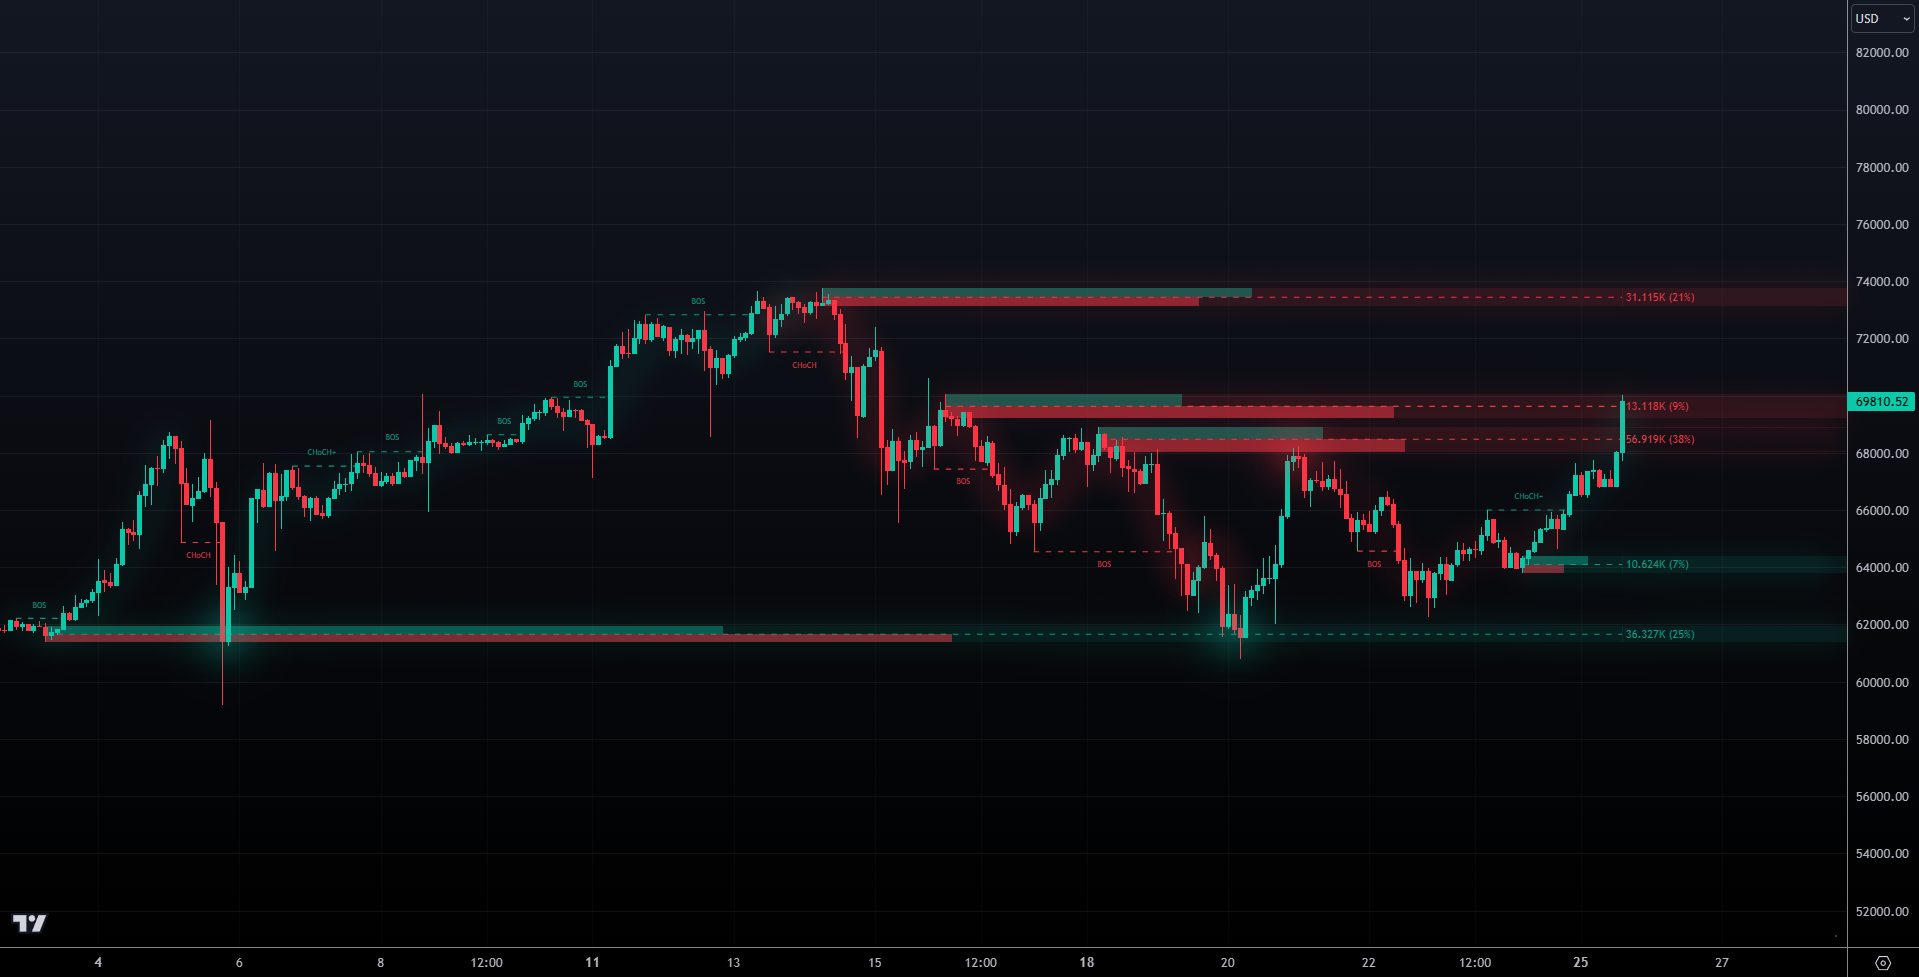 USD
82000.00
80000.00
78000.00
76000.00
74000.00
31.115K (21%)
BOS
72000.00
CHoCH
BOS
69810.52
13.118K (9%)
BOS
BOS
56.919K (38%)
CHoCH+
68000.00
BOS
CHoCH+
66000.00
CHoCH
BOS
BOS
10.624K (7%)
64000.00
BOS
62000.00
36.327K (25%)
60000.00
58000.00
56000.00
54000.00
52000.00
4 6 8 12:00 11 13 15 12:00 18 20 22 12:00 25 27